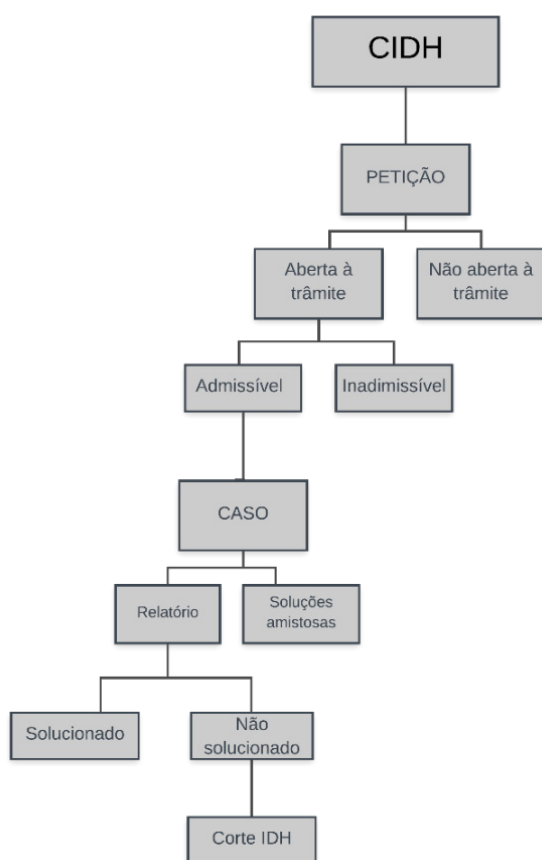 CIDH
PETIÇÃO
Aberta à
trâmite
Não aberta à
trâmite
Admissível
Inadimissível
CASO
Relatório
Soluções
amistosas
Solucionado
Não
solucionado
Corte IDH